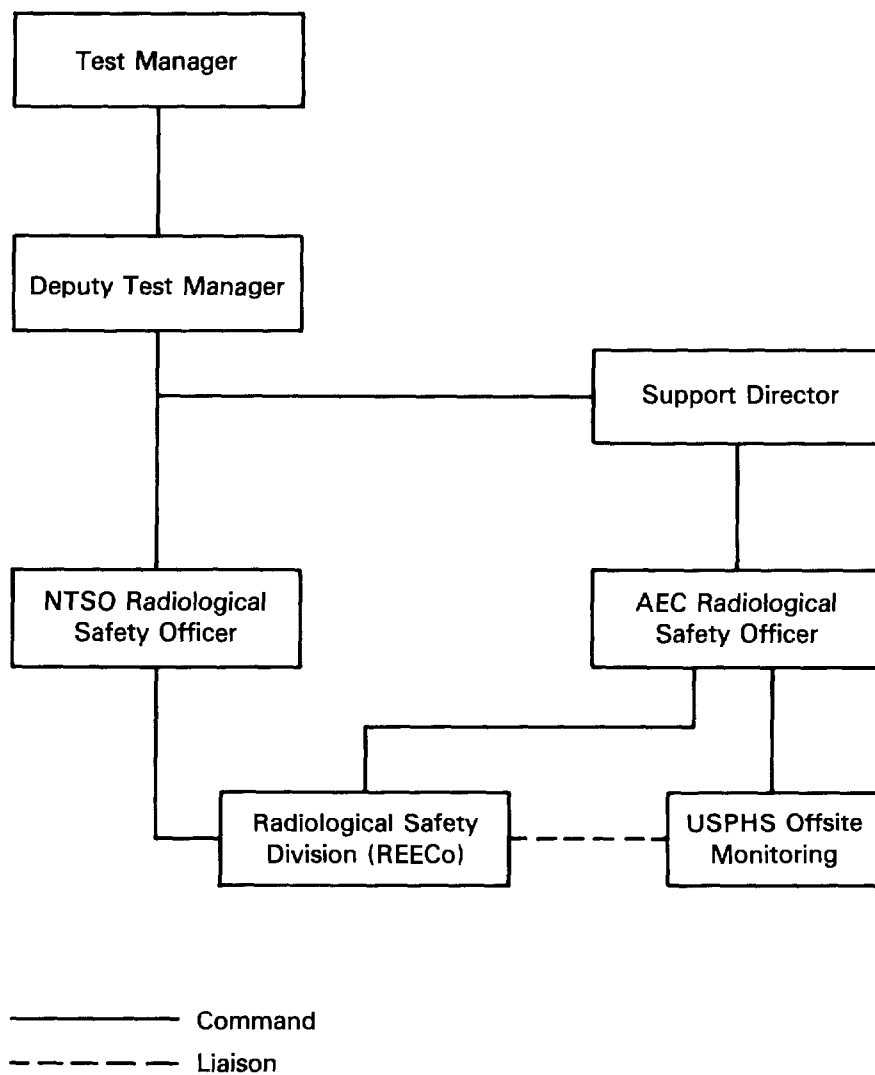 Test Manager
Deputy Test Manager
Support Director
NTSO Radiological
Safety Officer
AEC Radiological
Safety Officer
Radiological Safety
Division (REECo)
USPHS Offsite
Monitoring
Command
Liaison